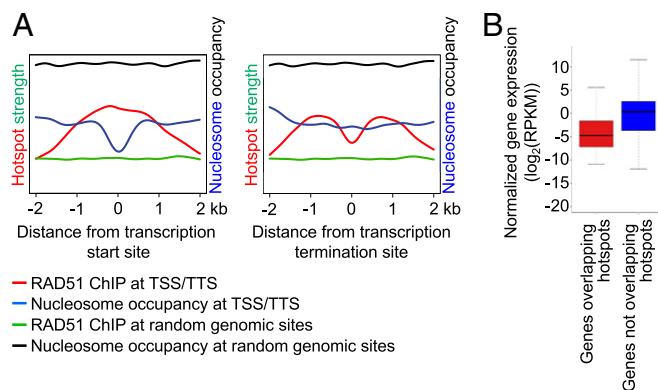 A
B
Hotspot strength
Nucleosome occupancy
-2 -1 0 1 2 kb
Distance from transcription
start site
Hotspot strength
Nucleosome occupancy
-2 -1 0 1 2 kb
Distance from transcription
termination site
RAD51 ChIP at TSS/TTS
Nucleosome occupancy at TSS/TTS
RAD51 ChIP at random genomic sites
Nucleosome occupancy at random genomic sites
Normalized gene expression
(log2(RPKM))
10
5
0
-5
-10
-15
-20
Genes overlapping
hotspots
Genes not overlapping
hotspots